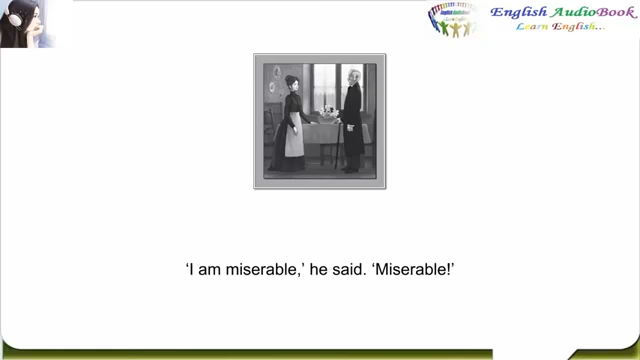 English AudioBook
Learn English...
‘I am miserable,’ he said. ‘Miserable!’